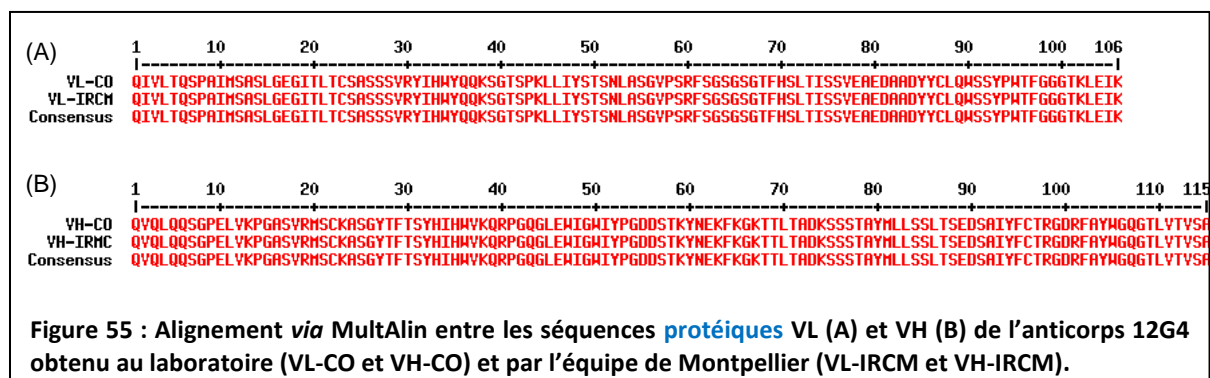 (A)
1 10 20 30 40 50 60 70 80 90 100 106
|--------+---------+---------+---------+---------+---------+---------+---------+---------+---------+-----|
VL-CO QIVLTQSPAIMSASLGEGITLTCSASSSVRYIHWYQQKSGTSPKLLIYSTSNLASGVPSRFSGSGSGTFHSLTISSVEAEDAADYYCLQWSSYPWTFGGGTKLEIK
VL-IRCM QIVLTQSPAIMSASLGEGITLTCSASSSVRYIHWYQQKSGTSPKLLIYSTSNLASGVPSRFSGSGSGTFHSLTISSVEAEDAADYYCLQWSSYPWTFGGGTKLEIK
Consensus QIVLTQSPAIMSASLGEGITLTCSASSSVRYIHWYQQKSGTSPKLLIYSTSNLASGVPSRFSGSGSGTFHSLTISSVEAEDAADYYCLQWSSYPWTFGGGTKLEIK
(B)
1 10 20 30 40 50 60 70 80 90 100 110 115
|--------+---------+---------+---------+---------+---------+---------+---------+---------+---------+---------+----|
VH-CO QVQLQQSGPELVKPGASVRMSCKASGYTFTSYHIHWVKQRPGQGLEWIGWIYPGDDSTKYNEKFKGKTTLTADKSSSTAYMLLSSLTSEDSAIYFCTRGDRFAYWGQGTLVTVSA
VH-IRMC QVQLQQSGPELVKPGASVRMSCKASGYTFTSYHIHWVKQRPGQGLEWIGWIYPGDDSTKYNEKFKGKTTLTADKSSSTAYMLLSSLTSEDSAIYFCTRGDRFAYWGQGTLVTVSA
Consensus QVQLQQSGPELVKPGASVRMSCKASGYTFTSYHIHWVKQRPGQGLEWIGWIYPGDDSTKYNEKFKGKTTLTADKSSSTAYMLLSSLTSEDSAIYFCTRGDRFAYWGQGTLVTVSA
Figure 55 : Alignement via MultAlin entre les séquences protéiques VL (A) et VH (B) de l’anticorps 12G4
obtenu au laboratoire (VL-CO et VH-CO) et par l’équipe de Montpellier (VL-IRCM et VH-IRCM).